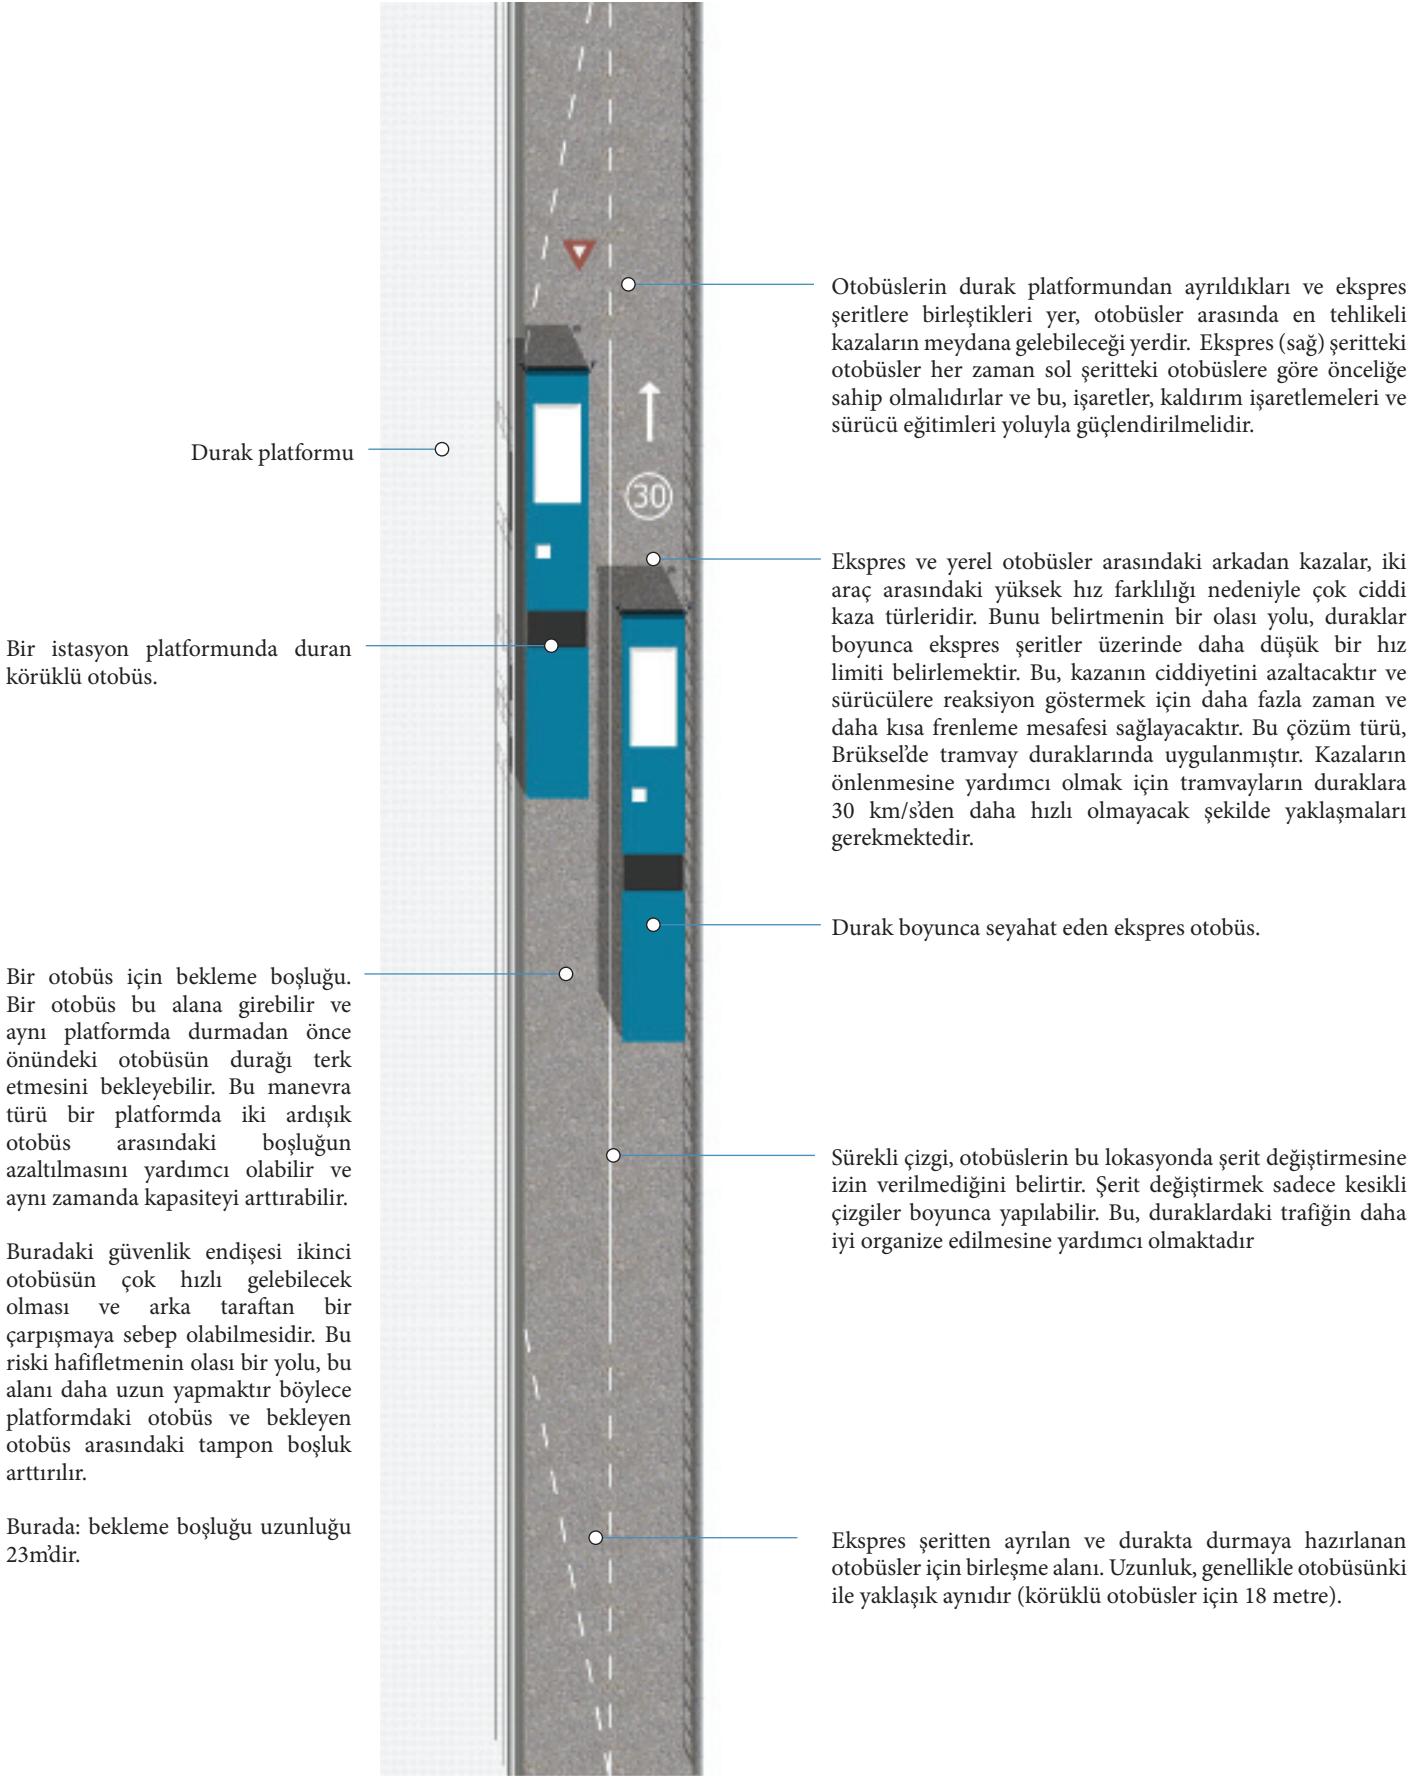 Durak platformu
Bir istasyon platformunda duran
körüklü otobüs.
Bir otobüs için bekleme boşluğu.
Bir otobüs bu alana girebilir ve
aynı platformda durmadan önce
önündeki otobüsün durağı terk
etmesini bekleyebilir. Bu manevra
türü bir platformda iki ardışık
otobüs arasındaki boşluğun
azaltılmasını yardımcı olabilir ve
aynı zamanda kapasiteyi arttırabilir.
Buradaki güvenlik endişesi ikinci
otobüsün çok hızlı gelebilecek
olması ve arka taraftan bir
çarpışmaya sebep olabilmesidir. Bu
riski hafifletmenin olası bir yolu, bu
alanı daha uzun yapmaktır böylece
platformdaki otobüs ve bekleyen
otobüs arasındaki tampon boşluk
arttırılır.
Burada: bekleme boşluğu uzunluğu
23m'dir.
30
Otobüslerin durak platformundan ayrıldıkları ve ekspres
şeritlere birleştikleri yer, otobüsler arasında en tehlikeli
kazaların meydana gelebileceği yerdir. Ekspres (sağ) şeritteki
otobüsler her zaman sol şeritteki otobüslere göre önceliğe
sahip olmalıdırlar ve bu, işaretler, kaldırım işaretlemeleri ve
sürücü eğitimleri yoluyla güçlendirilmelidir.
Ekspres ve yerel otobüsler arasındaki arkadan kazalar, iki
araç arasındaki yüksek hız farklılığı nedeniyle çok ciddi
kaza türleridir. Bunu belirtmenin bir olası yolu, duraklar
boyunca ekspres şeritler üzerinde daha düşük bir hız
limiti belirlemektir. Bu, kazanın ciddiyetini azaltacaktır ve
sürücülere reaksiyon göstermek için daha fazla zaman ve
daha kısa frenleme mesafesi sağlayacaktır. Bu çözüm türü,
Brüksel'de tramvay duraklarında uygulanmıştır. Kazaların
önlenmesine yardımcı olmak için tramvayların duraklara
30 km/s'den daha hızlı olmayacak şekilde yaklaşmaları
gerekmektedir.
Durak boyunca seyahat eden ekspres otobüs.
Sürekli çizgi, otobüslerin bu lokasyonda şerit değiştirmesine
izin verilmediğini belirtir. Şerit değiştirmek sadece kesikli
çizgiler boyunca yapılabilir. Bu, duraklardaki trafiğin daha
iyi organize edilmesine yardımcı olmaktadır
Ekspres şeritten ayrılan ve durakta durmaya hazırlanan
otobüsler için birleşme alanı. Uzunluk, genellikle otobüsünki
ile yaklaşık aynıdır (körüklü otobüsler için 18 metre).